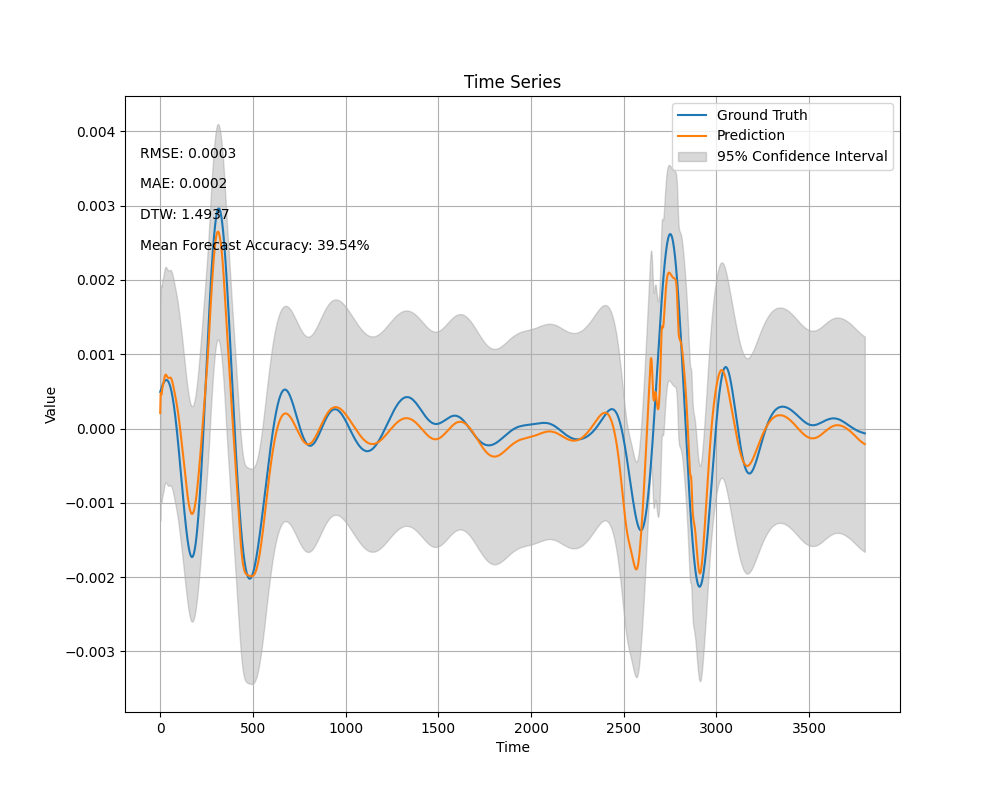 Time Series
Ground Truth
Prediction
95% Confidence Interval
RMSE: 0.0003
MAE: 0.0002
DTW: 1.4937
Mean Forecast Accuracy: 39.54%
0.004
0.003
0.002
0.001
0.000
−0.001
−0.002
−0.003
Value
0 500 1000 1500 2000 2500 3000 3500
Time